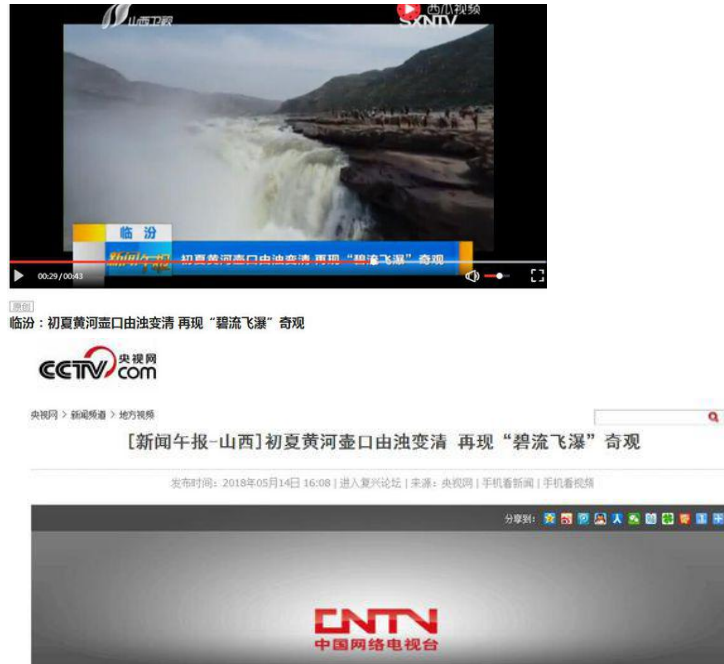 山西卫视
西瓜视频
SXNTV
临汾
新闻午报 初夏黄河壶口由浊变清 再现“碧流飞瀑”奇观
00:29/00:43
原创
临汾：初夏黄河壶口由浊变清 再现“碧流飞瀑”奇观
CCTV 央视网
com
央视网 > 新闻频道 > 地方视频
[新闻午报-山西]初夏黄河壶口由浊变清 再现“碧流飞瀑”奇观
发布时间：2018年05月14日 16:08 | 进入复兴论坛 | 来源：央视网 | 手机看新闻 | 手机看视频
分享到：
CNTV
中国网络电视台